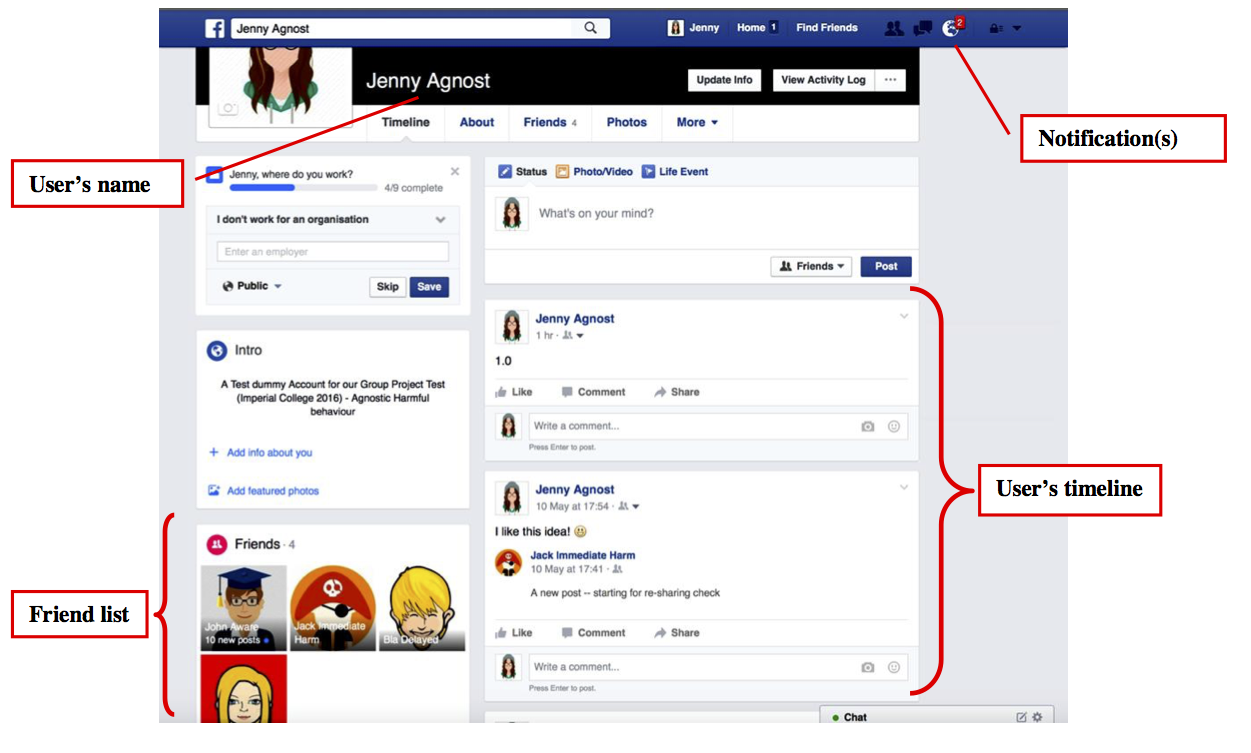 Jenny Agnost
Jenny
Home 1
Find Friends
2
Jenny Agnost
Update Info
View Activity Log
Timeline
About
Friends 4
Photos
More
Notification(s)
User's name
Jenny, where do you work?
4/9 complete
I don't work for an organisation
Enter an employer
Public
Skip
Save
Status
Photo/Video
Life Event
What's on your mind?
Friends
Post
Intro
A Test dummy Account for our Group Project Test
(Imperial College 2016) - Agnostic Harmful
behaviour
+ Add info about you
Add featured photos
Friends · 4
John Aware
10 new posts
Jack Immediate
Harm
Bla Delayed
Friend list
Jenny Agnost
1 hr ·
1.0
Like
Comment
Share
Write a comment...
Press Enter to post.
Jenny Agnost
10 May at 17:54 ·
I like this idea!
Jack Immediate Harm
10 May at 17:41 ·
A new post -- starting for re-sharing check
Like
Comment
Share
Write a comment...
Press Enter to post.
User's timeline
Chat